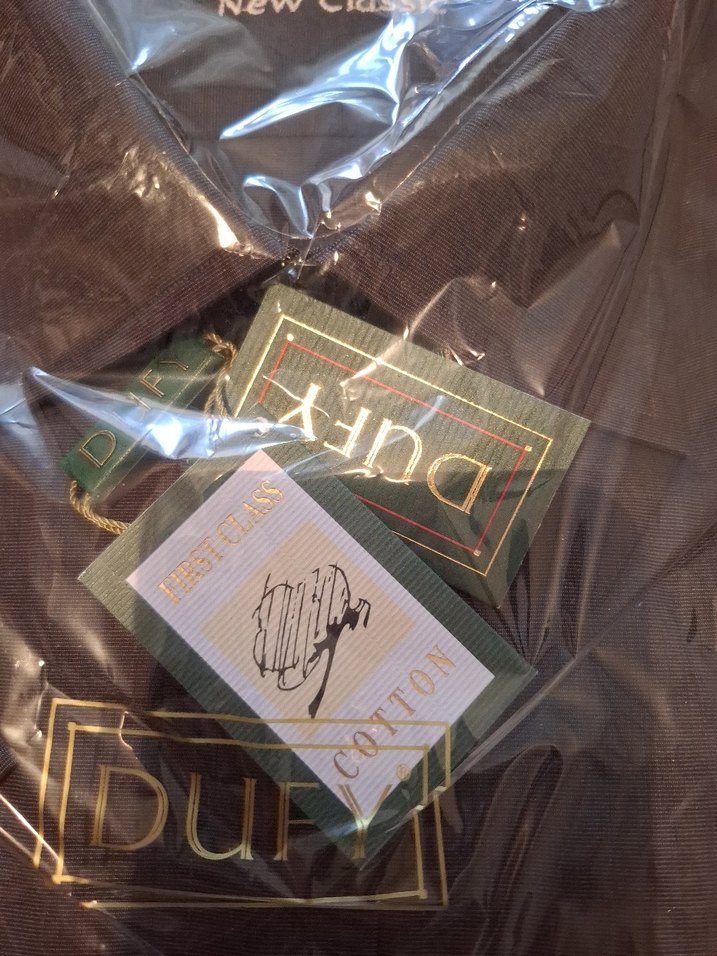 New Classic
DUFY
DUFY
FIRST CLASS
COTTON
DUFY®